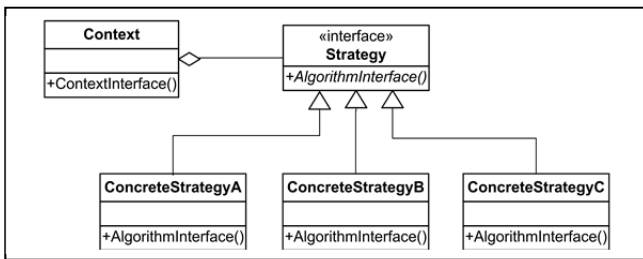 Context
+ContextInterface()
«interface»
Strategy
+AlgorithmInterface()
ConcreteStrategyA
+AlgorithmInterface()
ConcreteStrategyB
+AlgorithmInterface()
ConcreteStrategyC
+AlgorithmInterface()